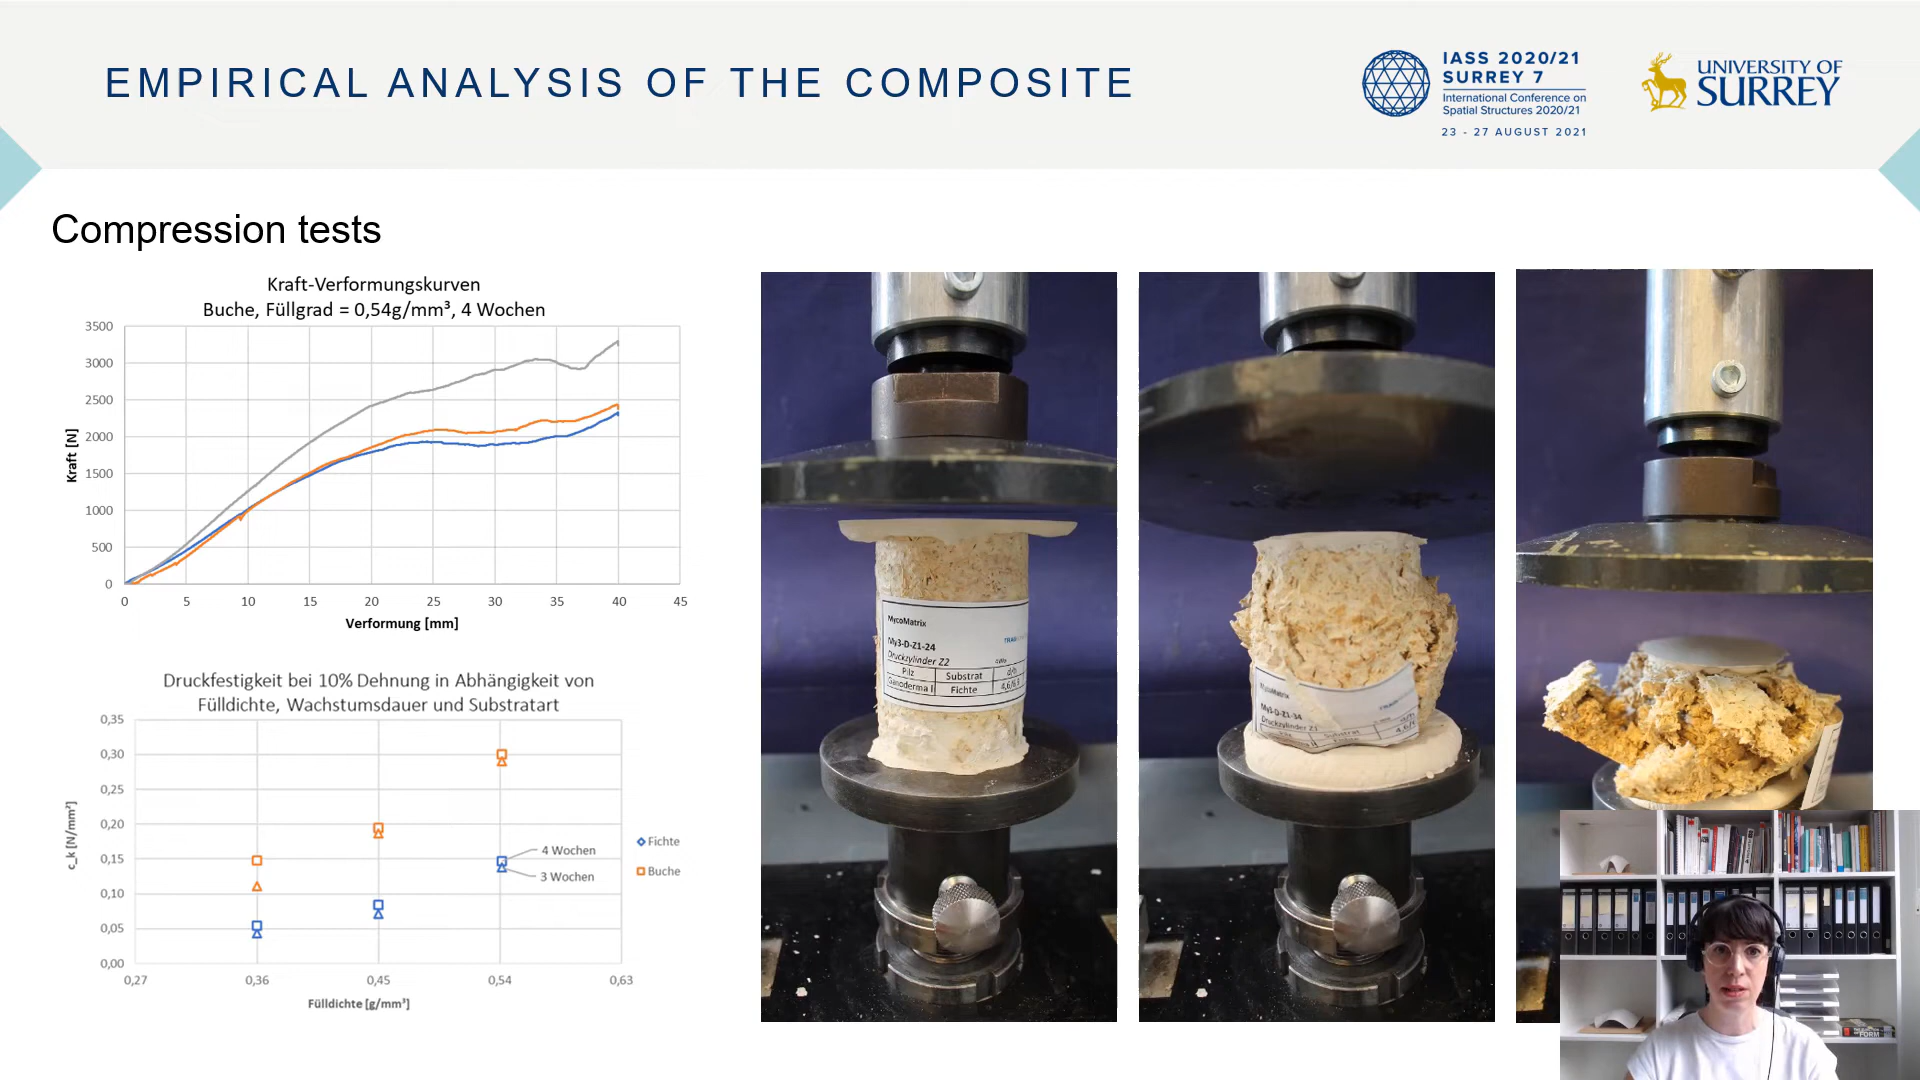 EMPIRICAL ANALYSIS OF THE COMPOSITE
IASS 2020/21
SURREY 7
International Conference on
Spatial Structures 2020/21
23 - 27 AUGUST 2021
UNIVERSITY OF
SURREY
Compression tests
Kraft-Verformungskurven
Buche, Füllgrad = 0,54g/mm³, 4 Wochen
3500
3000
2500
2000
1500
1000
500
0
Kraft [N]
0 5 10 15 20 25 30 35 40 45
Verformung [mm]
Druckfestigkeit bei 10% Dehnung in Abhängigkeit von
Fülldichte, Wachstumsdauer und Substratart
0,35
0,30
0,25
0,20
0,15
0,10
0,05
0,00
c_k [N/mm²]
0,27 0,36 0,45 0,54 0,63
Fülldichte [g/mm³]
4 Wochen
3 Wochen
Fichte
Buche
MycoMatrix
My3-D-Z1-24
Druckzylinder Z2
Pilz Substrat d/h
Ganoderma l Fichte 4,6/6,9
MycoMatrix
My3-D-Z1-34
Druckzylinder Z1
FORM